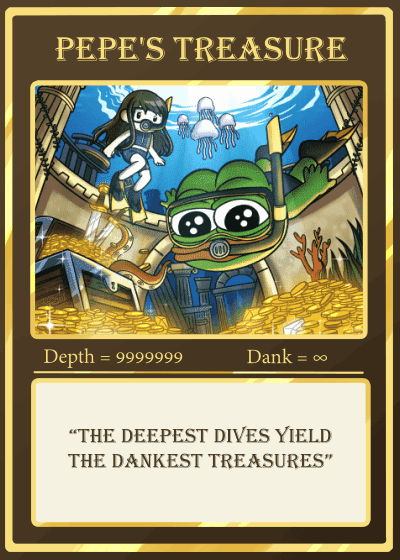 PEPE'S TREASURE
Depth = 9999999 Dank = ∞
“THE DEEPEST DIVES YIELD
THE DANKEST TREASURES”